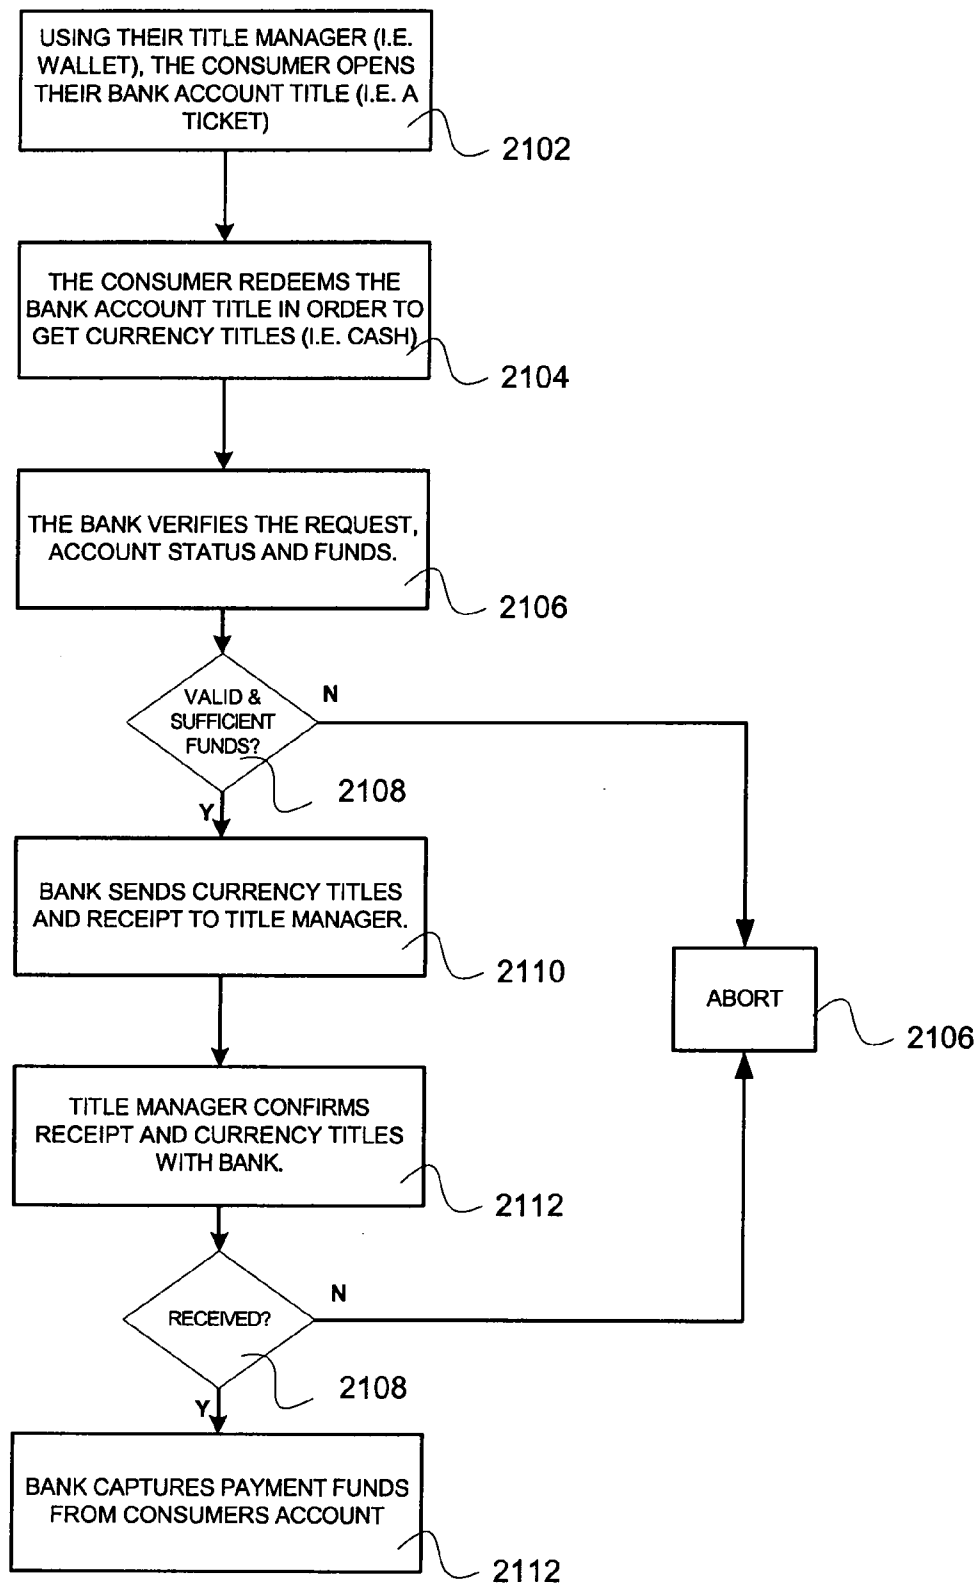 USING THEIR TITLE MANAGER (I.E.
WALLET), THE CONSUMER OPENS
THEIR BANK ACCOUNT TITLE (I.E. A
TICKET)
2102
THE CONSUMER REDEEMS THE
BANK ACCOUNT TITLE IN ORDER TO
GET CURRENCY TITLES (I.E. CASH)
2104
THE BANK VERIFIES THE REQUEST,
ACCOUNT STATUS AND FUNDS.
2106
VALID &
SUFFICIENT
FUNDS?
N
2108
Y
BANK SENDS CURRENCY TITLES
AND RECEIPT TO TITLE MANAGER.
2110
ABORT
2106
TITLE MANAGER CONFIRMS
RECEIPT AND CURRENCY TITLES
WITH BANK.
2112
RECEIVED?
N
2108
Y
BANK CAPTURES PAYMENT FUNDS
FROM CONSUMERS ACCOUNT
2112